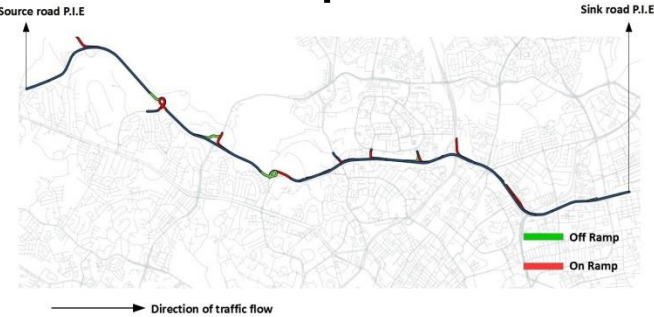 Source road P.I.E
Sink road P.I.E
Off Ramp
On Ramp
Direction of traffic flow